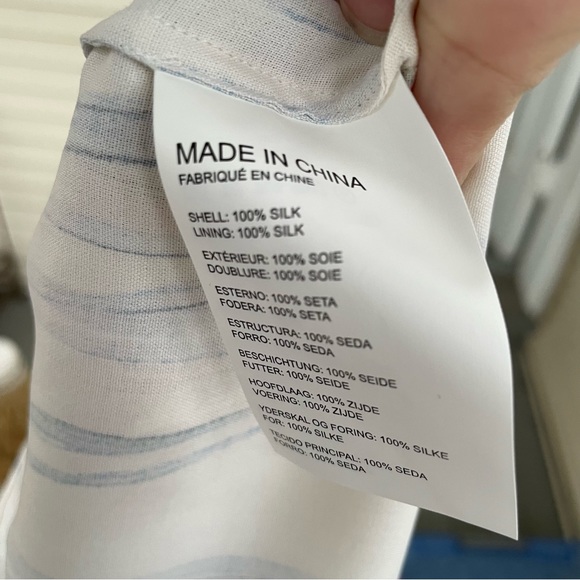 MADE IN CHINA
FABRIQUÉ EN CHINE
SHELL: 100% SILK
LINING: 100% SILK
EXTÉRIEUR: 100% SOIE
DOUBLURE: 100% SOIE
ESTERNO: 100% SETA
FODERA: 100% SETA
ESTRUCTURA: 100% SEDA
FORRO: 100% SEDA
BESCHICHTUNG: 100% SEIDE
FUTTER: 100% SEIDE
HOOFDLAAG: 100% ZIJDE
VOERING: 100% ZIJDE
YDERSKAL OG FORING: 100% SILKE
FOR: 100% SILKE
TECIDO PRINCIPAL: 100% SEDA
FORRO: 100% SEDA